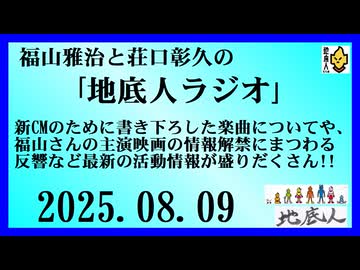 福山雅治と荘口彰久の
「地底人ラジオ」
新CMのために書き下ろした楽曲についてや、
福山さんの主演映画の情報解禁にまつわる
反響など最新の活動情報が盛りだくさん!!
2025.08.09
地底人